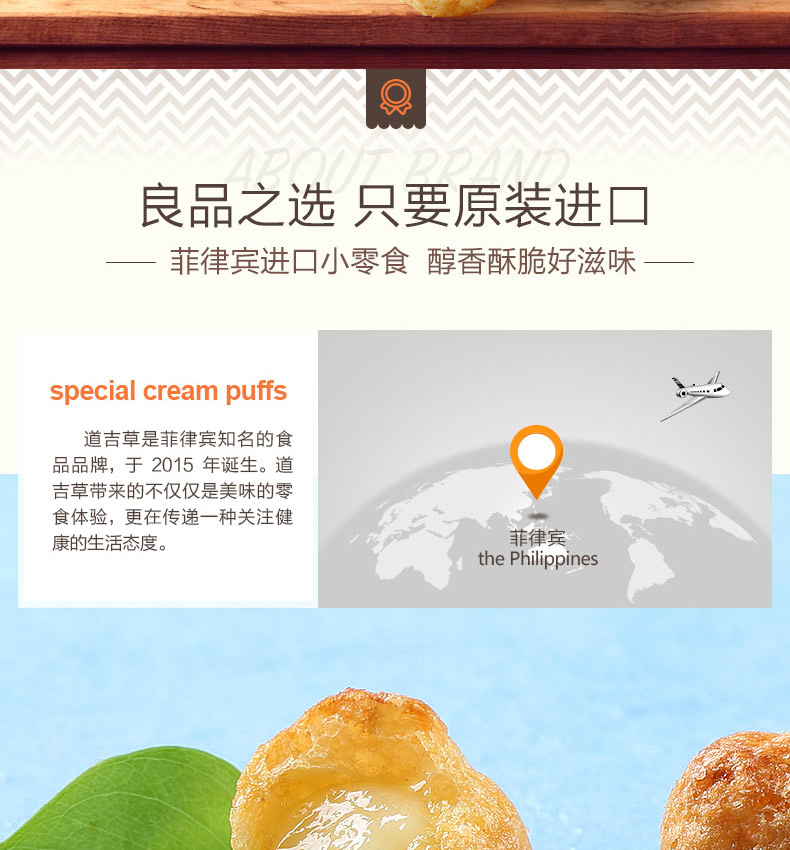 ABOUT BRAND
良品之选 只要原装进口
菲律宾进口小零食 醇香酥脆好滋味
special cream puffs
道吉草是菲律宾知名的食
品品牌，于 2015 年诞生。道
吉草带来的不仅仅是美味的零
食体验，更在传递一种关注健
康的生活态度。
菲律宾
the Philippines